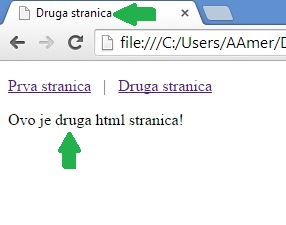 Druga stranica
file:///C:/Users/AAmer/D
Prva stranica | Druga stranica
Ovo je druga html stranica!